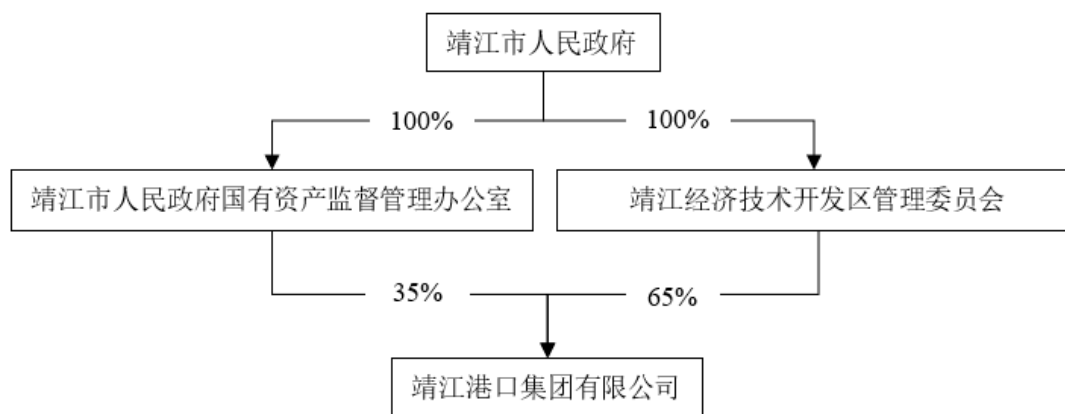 靖江市人民政府
100%
100%
靖江市人民政府国有资产监督管理办公室
靖江经济技术开发区管理委员会
35%
65%
靖江港口集团有限公司